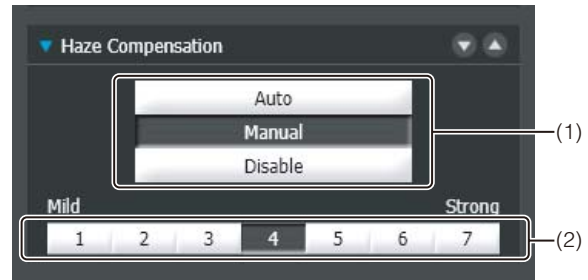 Haze Compensation
Auto
Manual
(1)
Disable
Mild Strong
1 2 3 4 5 6 7
(2)